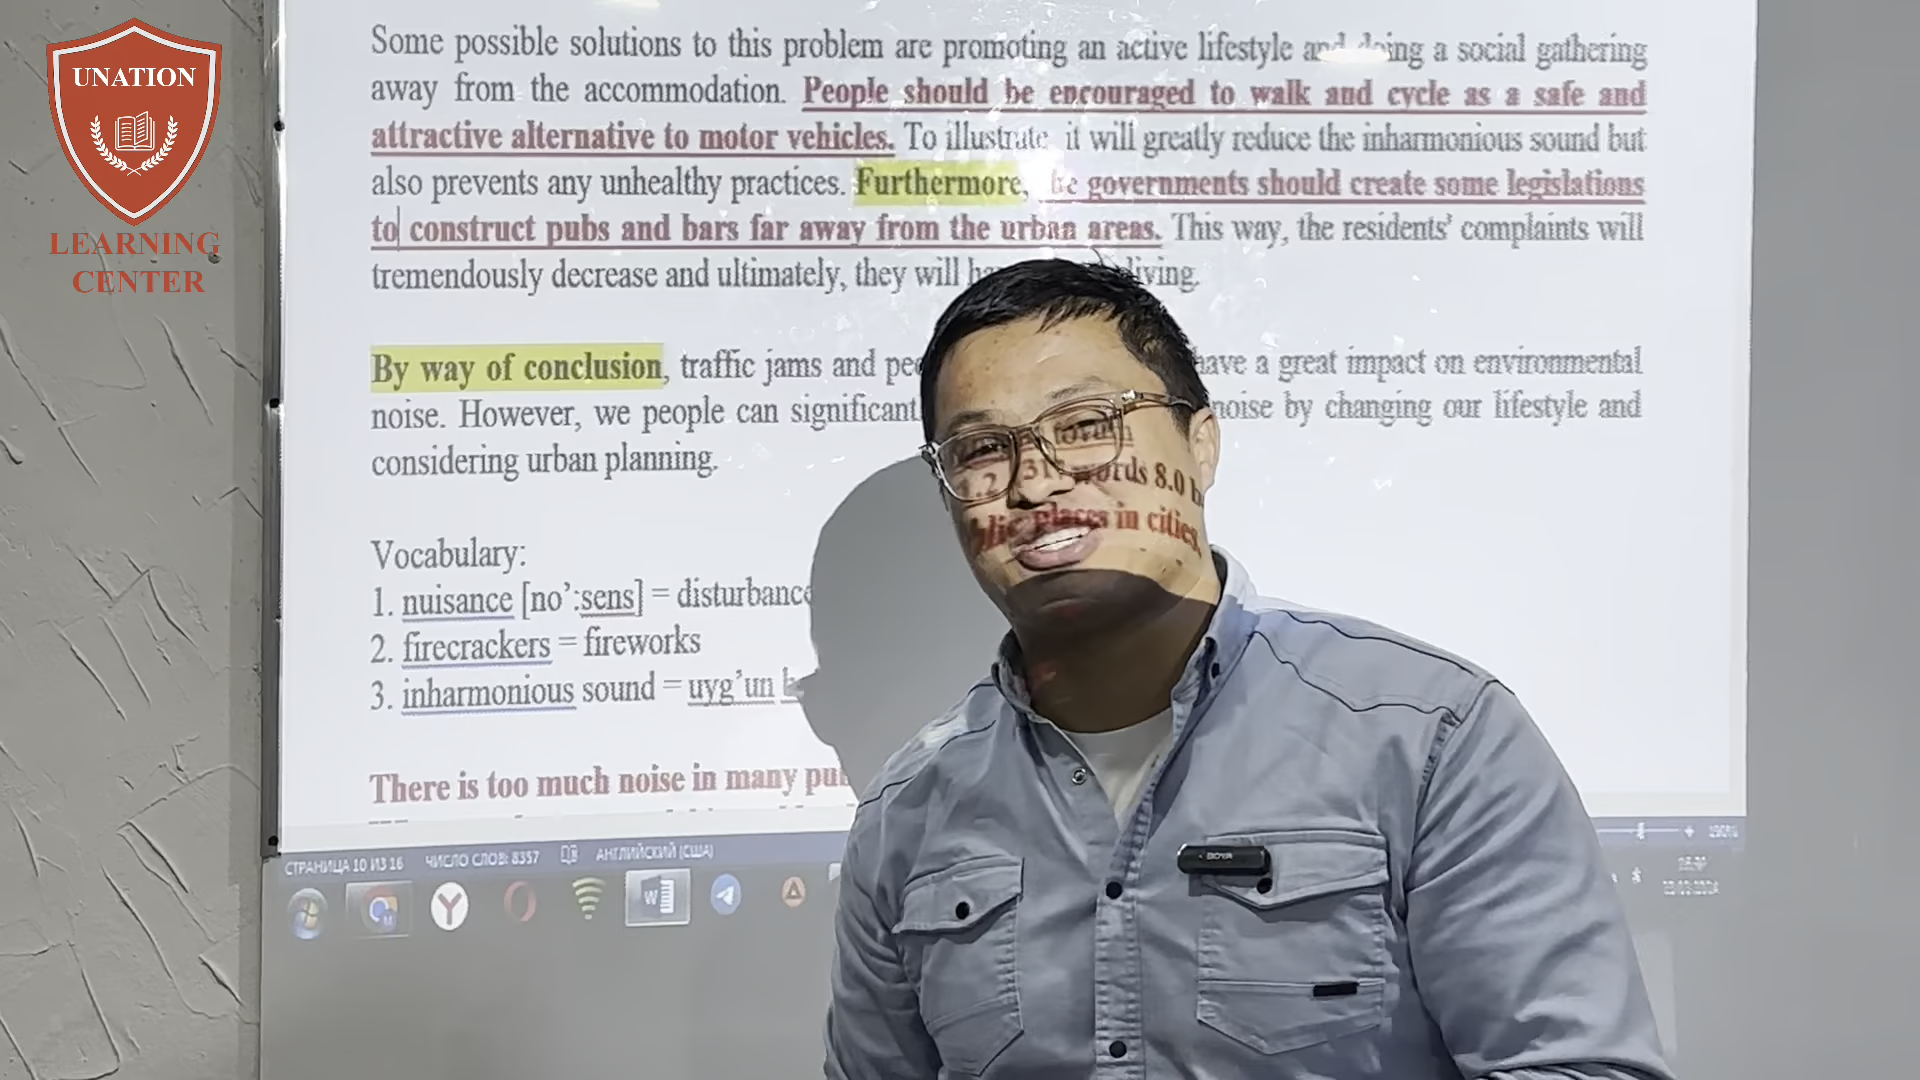 UNATION
LEARNING
CENTER
Some possible solutions to this problem are promoting an active lifestyle and doing a social gathering
away from the accommodation. People should be encouraged to walk and cycle as a safe and
attractive alternative to motor vehicles. To illustrate, it will greatly reduce the inharmonious sound but
also prevents any unhealthy practices. Furthermore, the governments should create some legislations
to construct pubs and bars far away from the urban areas. This way, the residents' complaints will
tremendously decrease and ultimately, they will living.
By way of conclusion, traffic jams and have a great impact on environmental
noise. However, we people can noise by changing our lifestyle and
considering urban planning.
words 8.0
Places in cities,
Vocabulary:
1. nuisance [no':sens] = disturbance
2. firecrackers = fireworks
3. inharmonious sound = uyg'un
There is too much noise in many
СТРАНИЦА 10 ИЗ 16 ЧИСЛО СЛОВ: 8357 АНГЛИЙСКИЙ (США)
BOYA